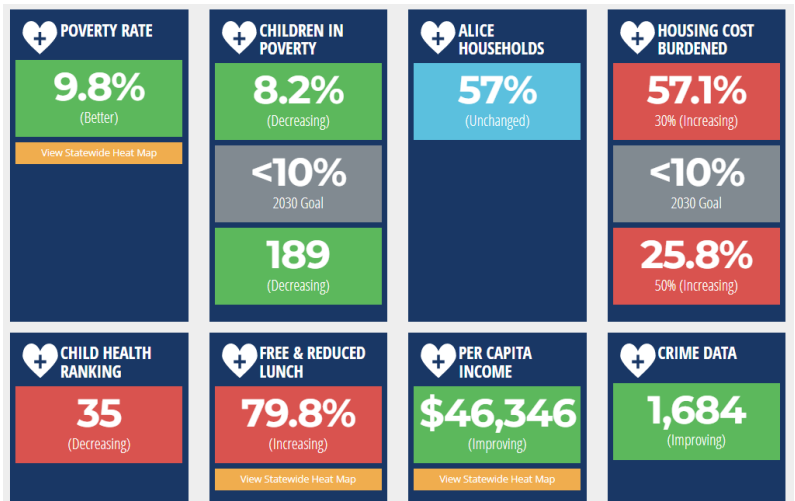 POVERTY RATE
9.8%
(Better)
View Statewide Heat Map
CHILDREN IN
POVERTY
8.2%
(Decreasing)
<10%
2030 Goal
189
(Decreasing)
ALICE
HOUSEHOLDS
57%
(Unchanged)
HOUSING COST
BURDENED
57.1%
30% (Increasing)
<10%
2030 Goal
25.8%
50% (Increasing)
CHILD HEALTH
RANKING
35
(Decreasing)
FREE & REDUCED
LUNCH
79.8%
(Increasing)
View Statewide Heat Map
PER CAPITA
INCOME
$46,346
(Improving)
View Statewide Heat Map
CRIME DATA
1,684
(Improving)